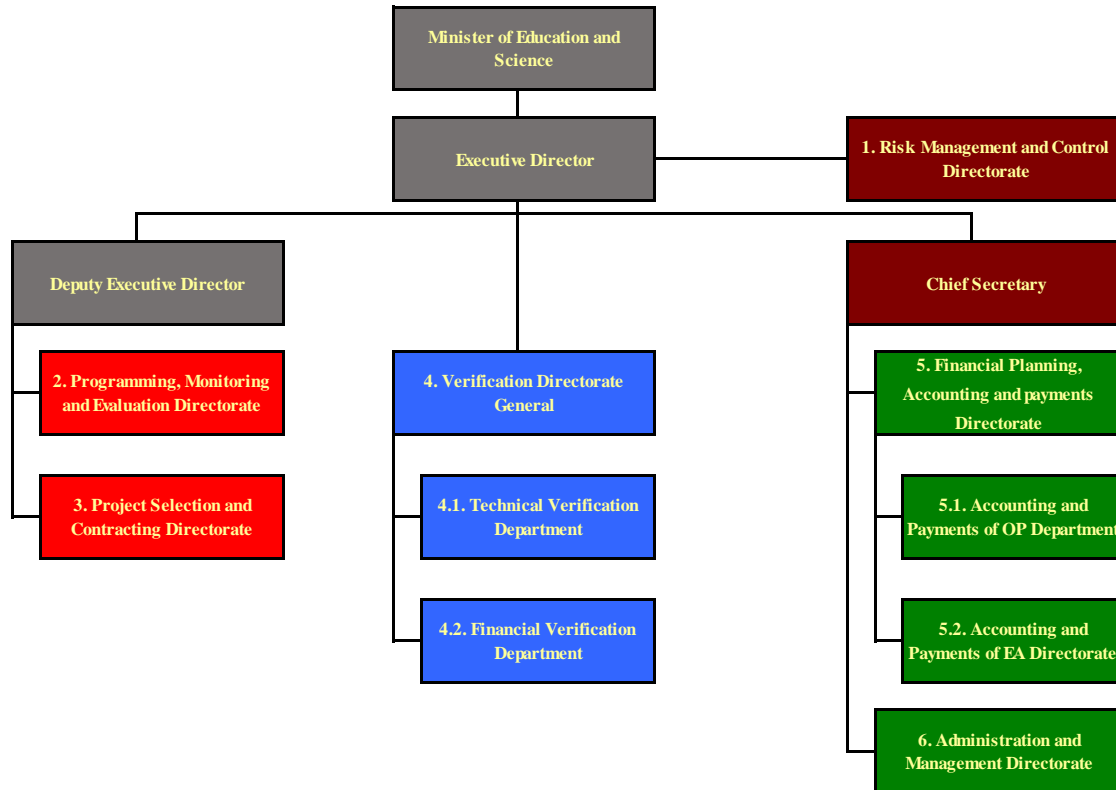 Minister of Education and
Science
Executive Director
1. Risk Management and Control
Directorate
Deputy Executive Director
Chief Secretary
2. Programming, Monitoring
and Evaluation Directorate
4. Verification Directorate
General
5. Financial Planning,
Accounting and payments
Directorate
3. Project Selection and
Contracting Directorate
4.1. Technical Verification
Department
5.1. Accounting and
Payments of OP Department
4.2. Financial Verification
Department
5.2. Accounting and
Payments of EA Directorate
6. Administration and
Management Directorate